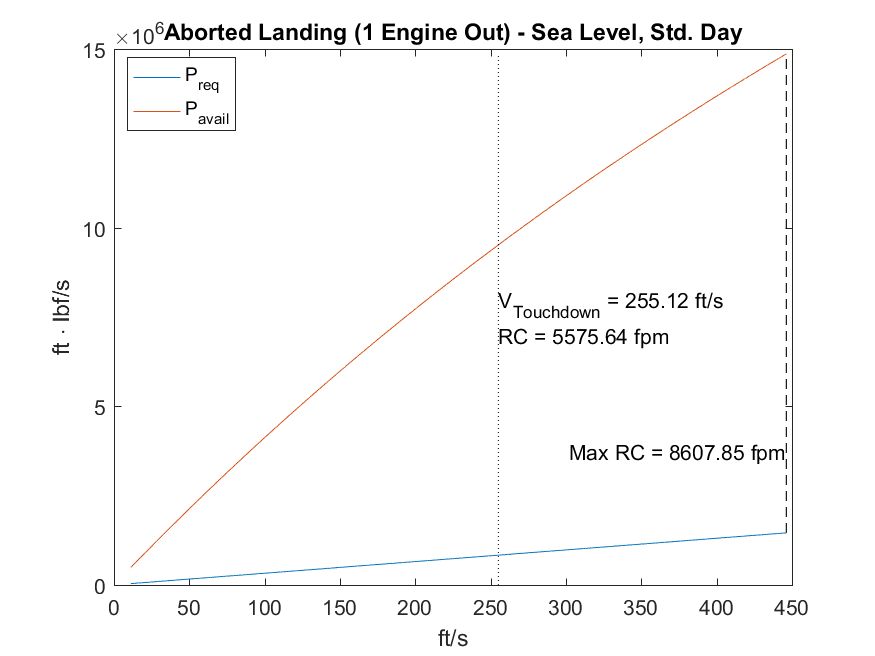 ×10⁶
Aborted Landing (1 Engine Out) - Sea Level, Std. Day
P_req
P_avail
15
10
5
0
ft · lbf/s
V_Touchdown = 255.12 ft/s
RC = 5575.64 fpm
Max RC = 8607.85 fpm
0 50 100 150 200 250 300 350 400 450
ft/s